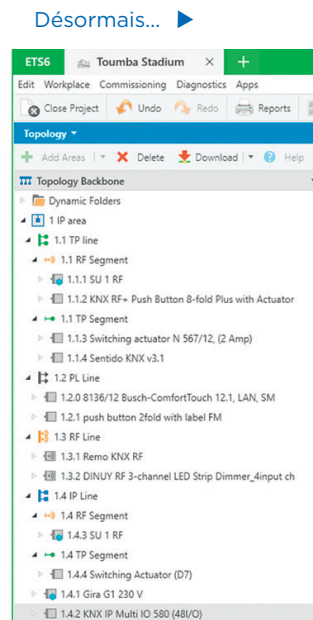 Désormais...
ETS6 Toumba Stadium × +
Edit Workplace Commissioning Diagnostics Apps
Close Project Undo Redo Reports
Topology
Add Areas Delete Download Help
Topology Backbone
Dynamic Folders
1 IP area
1.1 TP line
1.1 RF Segment
1.1.1 SU 1 RF
1.1.2 KNX RF+ Push Button 8-fold Plus with Actuator
1.1 TP Segment
1.1.3 Switching actuator N 567/12, (2 Amp)
1.1.4 Sentido KNX v3.1
1.2 PL Line
1.2.0 8136/12 Busch-ComfortTouch 12.1, LAN, SM
1.2.1 push button 2fold with label FM
1.3 RF Line
1.3.1 Remo KNX RF
1.3.2 DINUY RF 3-channel LED Strip Dimmer_4input ch
1.4 IP Line
1.4 RF Segment
1.4.3 SU 1 RF
1.4 TP Segment
1.4.4 Switching Actuator (D7)
1.4.1 Gira G1 230 V
1.4.2 KNX IP Multi IO 580 (48I/O)